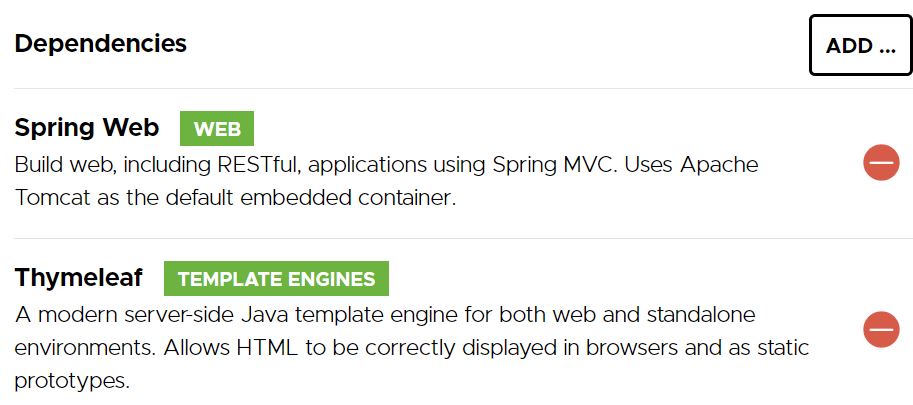 Dependencies
ADD ...
Spring Web WEB
Build web, including RESTful, applications using Spring MVC. Uses Apache
Tomcat as the default embedded container.
Thymeleaf TEMPLATE ENGINES
A modern server-side Java template engine for both web and standalone
environments. Allows HTML to be correctly displayed in browsers and as static
prototypes.